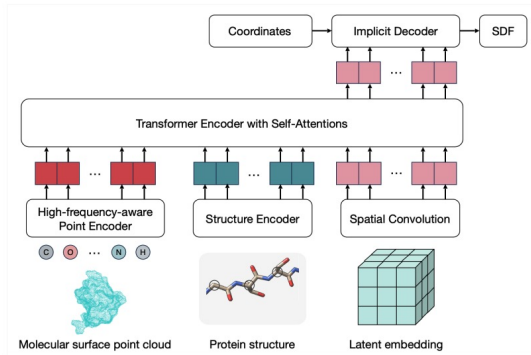 Coordinates
Implicit Decoder
SDF
...
Transformer Encoder with Self-Attentions
...
...
...
High-frequency-aware
Point Encoder
Structure Encoder
Spatial Convolution
C O ... N H
Molecular surface point cloud
Protein structure
Latent embedding